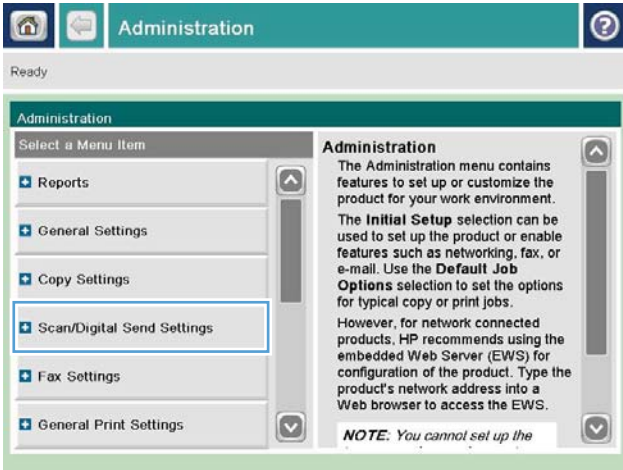 Administration
?
Ready
Administration
Select a Menu Item
Reports
General Settings
Copy Settings
Scan/Digital Send Settings
Fax Settings
General Print Settings
Administration
The Administration menu contains
features to set up or customize the
product for your work environment.
The Initial Setup selection can be
used to set up the product or enable
features such as networking, fax, or
e-mail. Use the Default Job
Options selection to set the options
for typical copy or print jobs.
However, for network connected
products, HP recommends using the
embedded Web Server (EWS) for
configuration of the product. Type the
product's network address into a
Web browser to access the EWS.
NOTE: You cannot set up the